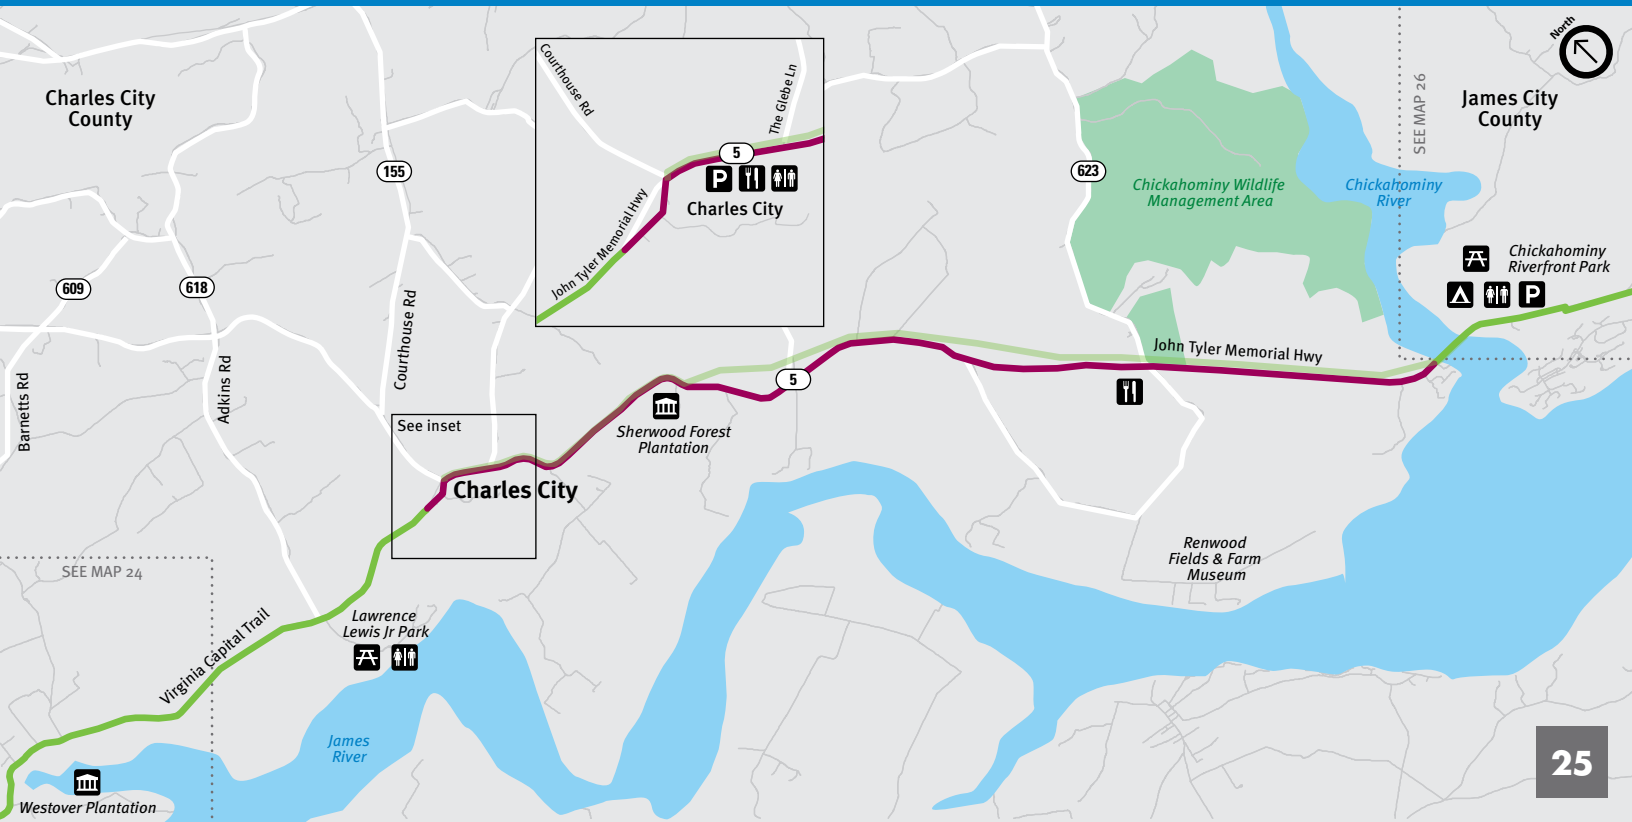 North
Charles City
County
James City
County
SEE MAP 26
Courthouse Rd
The Glebe Ln
5
P
Charles City
John Tyler Memorial Hwy
155
623
Chickahominy Wildlife
Management Area
Chickahominy
River
Chickahominy
Riverfront Park
P
609
618
Courthouse Rd
Barnetts Rd
Adkins Rd
John Tyler Memorial Hwy
5
See inset
Sherwood Forest
Plantation
Charles City
SEE MAP 24
Renwood
Fields & Farm
Museum
Lawrence
Lewis Jr Park
Virginia Capital Trail
James
River
Westover Plantation
25